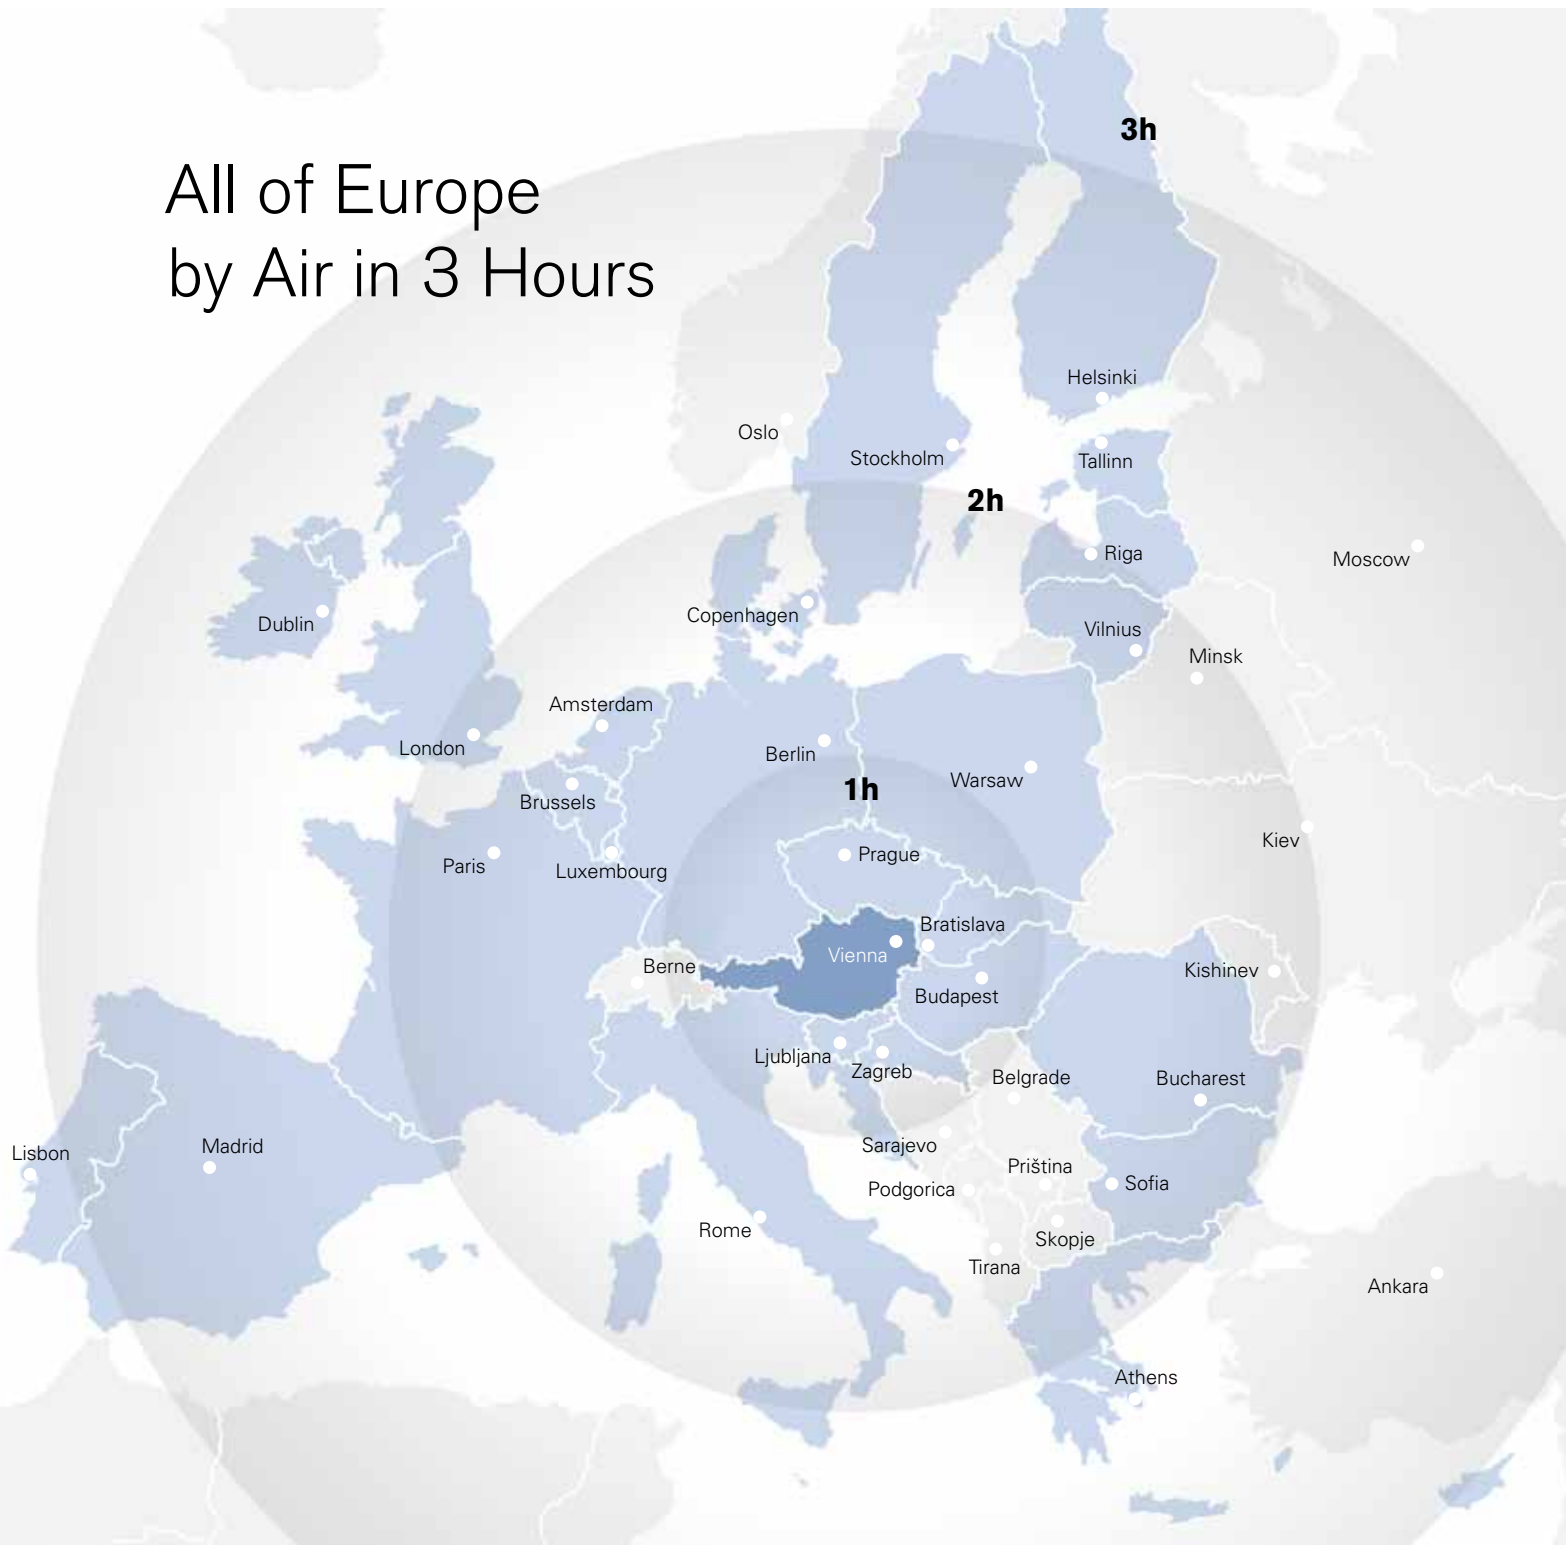 All of Europe
by Air in 3 Hours
3h
Helsinki
Oslo
Stockholm
Tallinn
2h
Riga
Moscow
Copenhagen
Dublin
Vilnius
Minsk
Amsterdam
London
Berlin
1h
Warsaw
Brussels
Kiev
Prague
Paris
Luxembourg
Bratislava
Vienna
Berne
Kishinev
Budapest
Ljubljana
Zagreb
Belgrade
Bucharest
Lisbon
Madrid
Sarajevo
Priština
Podgorica
Sofia
Rome
Skopje
Tirana
Ankara
Athens